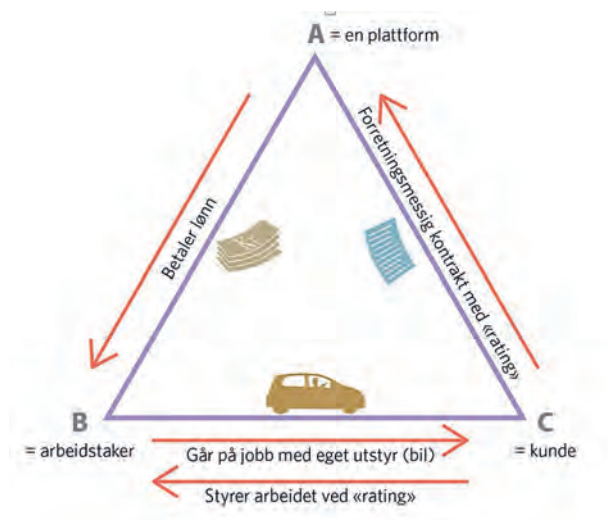 A = en plattform
Betaler lønn
Forretningsmessig kontrakt med «rating»
B
= arbeidstaker
C
= kunde
Går på jobb med eget utstyr (bil)
Styrer arbeidet ved «rating»